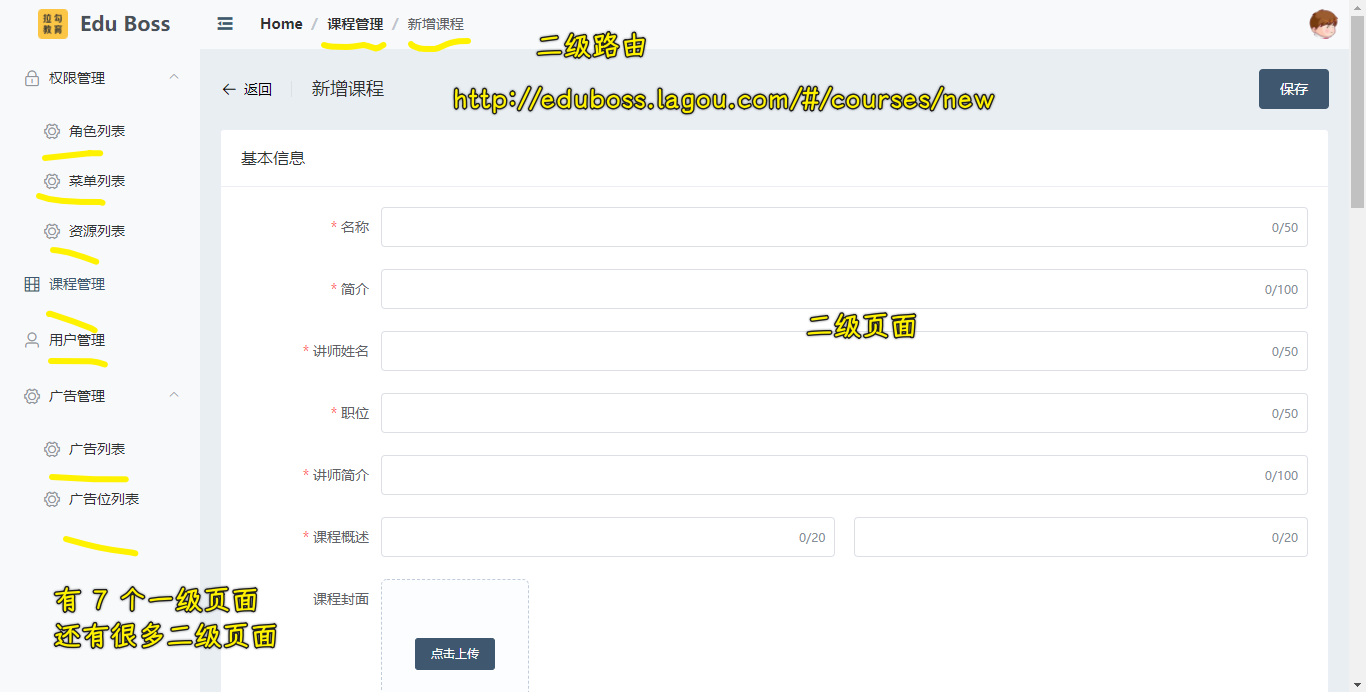 拉勾教育 Edu Boss
Home / 课程管理 / 新增课程
二级路由
http://eduboss.lagou.com/#/courses/new
权限管理
角色列表
菜单列表
资源列表
课程管理
用户管理
广告管理
广告列表
广告位列表
有 7 个一级页面
还有很多二级页面
返回 新增课程
保存
基本信息
* 名称 0/50
* 简介 0/100
二级页面
* 讲师姓名 0/50
* 职位 0/50
* 讲师简介 0/100
* 课程概述 0/20 0/20
课程封面
点击上传